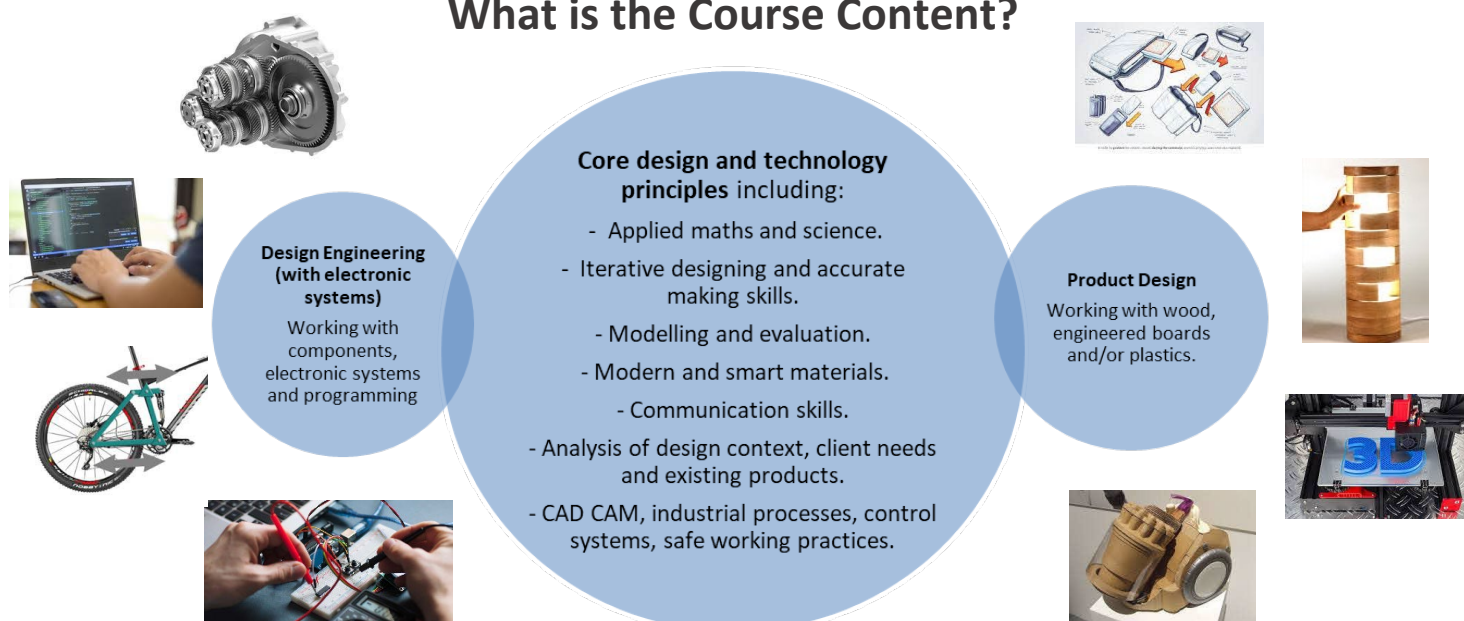 What is the Course Content?
Design Engineering
(with electronic
systems)
Working with
components,
electronic systems
and programming
Core design and technology
principles including:
- Applied maths and science.
- Iterative designing and accurate
making skills.
- Modelling and evaluation.
- Modern and smart materials.
- Communication skills.
- Analysis of design context, client needs
and existing products.
- CAD CAM, industrial processes, control
systems, safe working practices.
Product Design
Working with wood,
engineered boards
and/or plastics.
3D